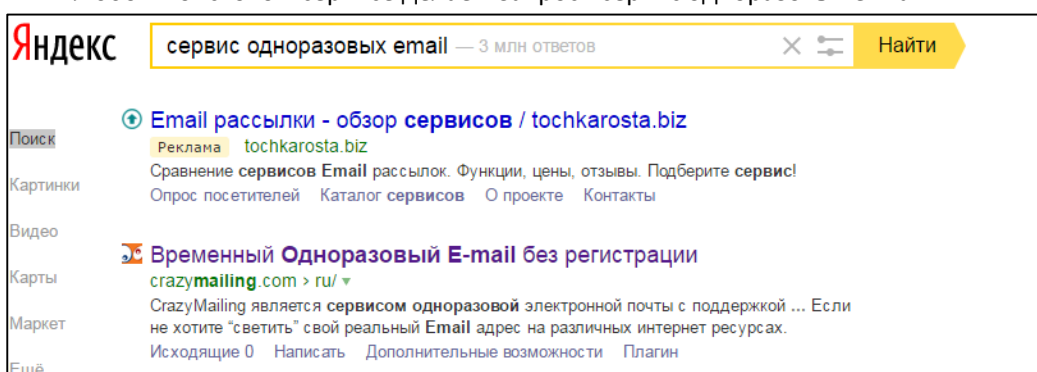 Яндекс
сервис одноразовых email — 3 млн ответов
Найти
Поиск
Картинки
Видео
Карты
Маркет
Ещё
Email рассылки - обзор сервисов / tochkarosta.biz
Реклама tochkarosta.biz
Сравнение сервисов Email рассылок. Функции, цены, отзывы. Подберите сервис!
Опрос посетителей Каталог сервисов О проекте Контакты
Временный Одноразовый E-mail без регистрации
crazymailing.com › ru/
CrazyMailing является сервисом одноразовой электронной почты с поддержкой ... Если
не хотите “светить” свой реальный Email адрес на различных интернет ресурсах.
Исходящие 0 Написать Дополнительные возможности Плагин